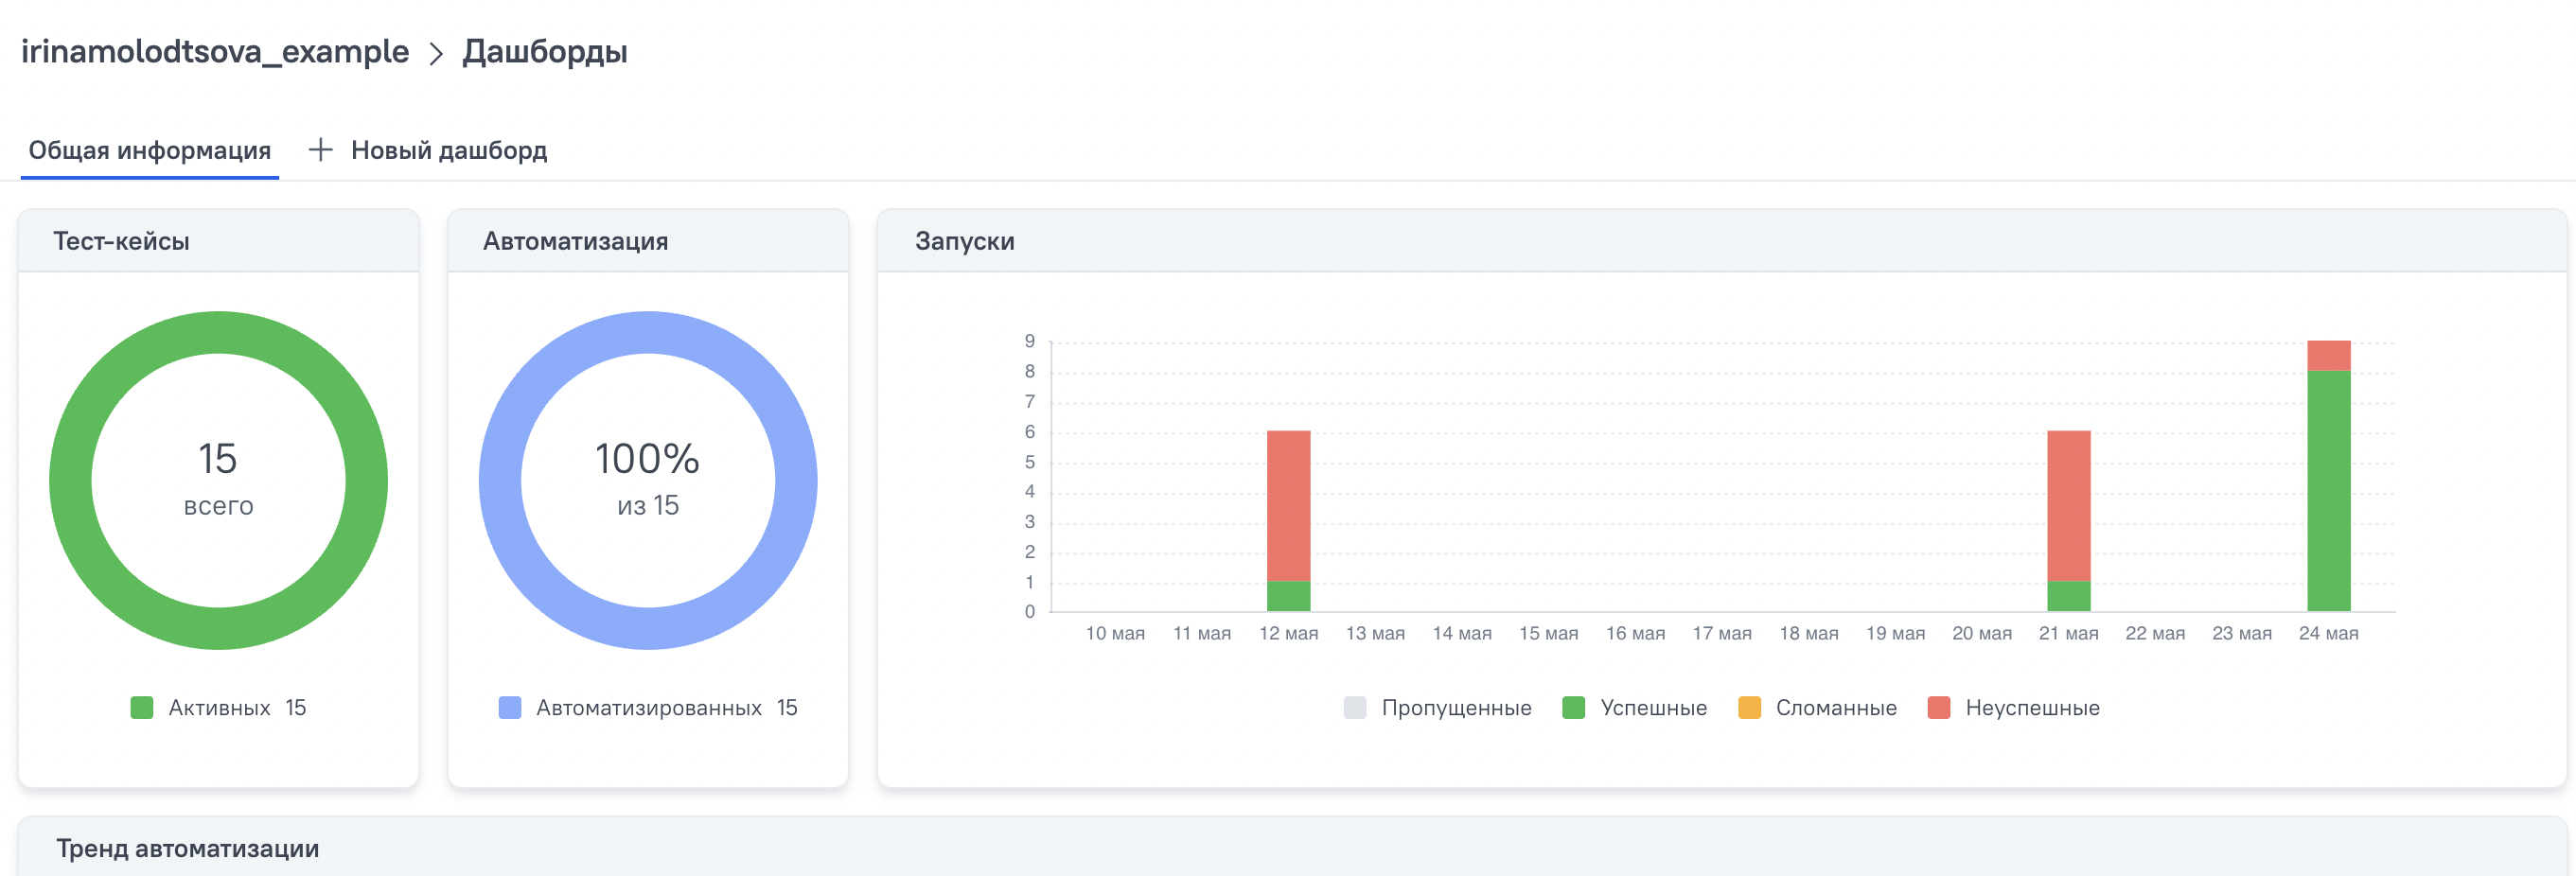 irinamolodtsova_example > Дашборды
Общая информация + Новый дашборд
Тест-кейсы
15
всего
Активных 15
Автоматизация
100%
из 15
Автоматизированных 15
Запуски
9
8
7
6
5
4
3
2
1
0
10 мая 11 мая 12 мая 13 мая 14 мая 15 мая 16 мая 17 мая 18 мая 19 мая 20 мая 21 мая 22 мая 23 мая 24 мая
Пропущенные Успешные Сломанные Неуспешные
Тренд автоматизации